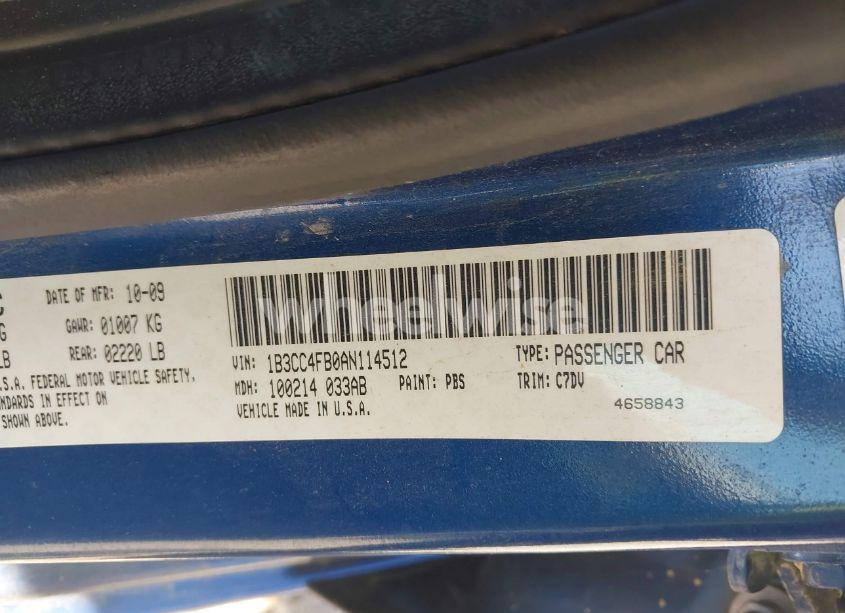 C DATE OF MFR: 10-09
G GAWR: 01007 KG
LB REAR: 02220 LB
VIN: 1B3CC4FB0AN114512 TYPE: PASSENGER CAR
.S.A. FEDERAL MOTOR VEHICLE SAFETY,
MDH: 100214 033AB PAINT: PBS TRIM: C7DV
NDARDS IN EFFECT ON
VEHICLE MADE IN U.S.A. 4658843
SHOWN ABOVE.
wheelwise